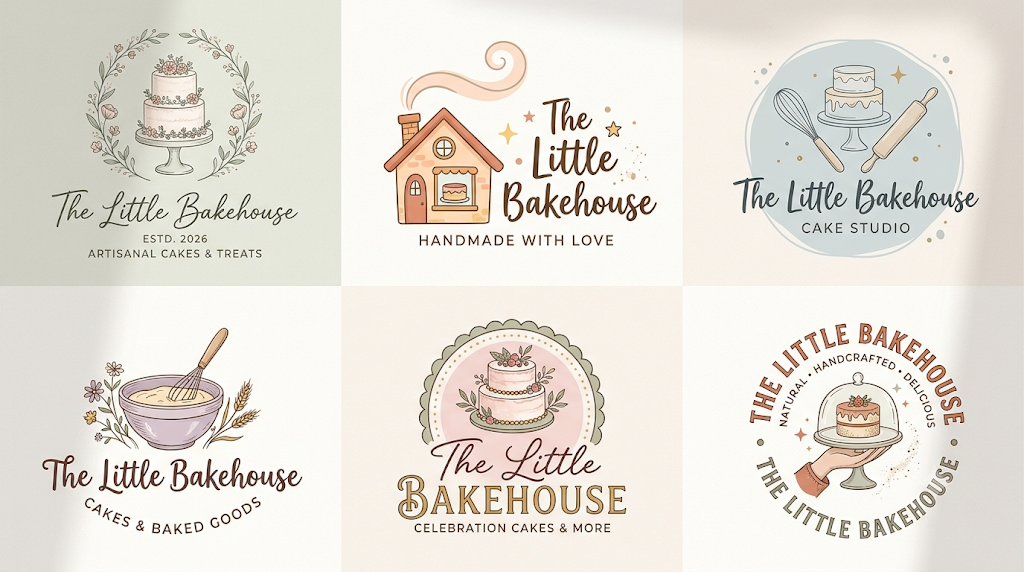 The Little Bakehouse
ESTD. 2026
ARTISANAL CAKES & TREATS
The
Little
Bakehouse
HANDMADE WITH LOVE
The Little Bakehouse
CAKE STUDIO
The Little Bakehouse
CAKES & BAKED GOODS
The Little
BAKEHOUSE
CELEBRATION CAKES & MORE
THE LITTLE BAKEHOUSE
NATURAL • HANDCRAFTED • DELICIOUS
THE LITTLE BAKEHOUSE